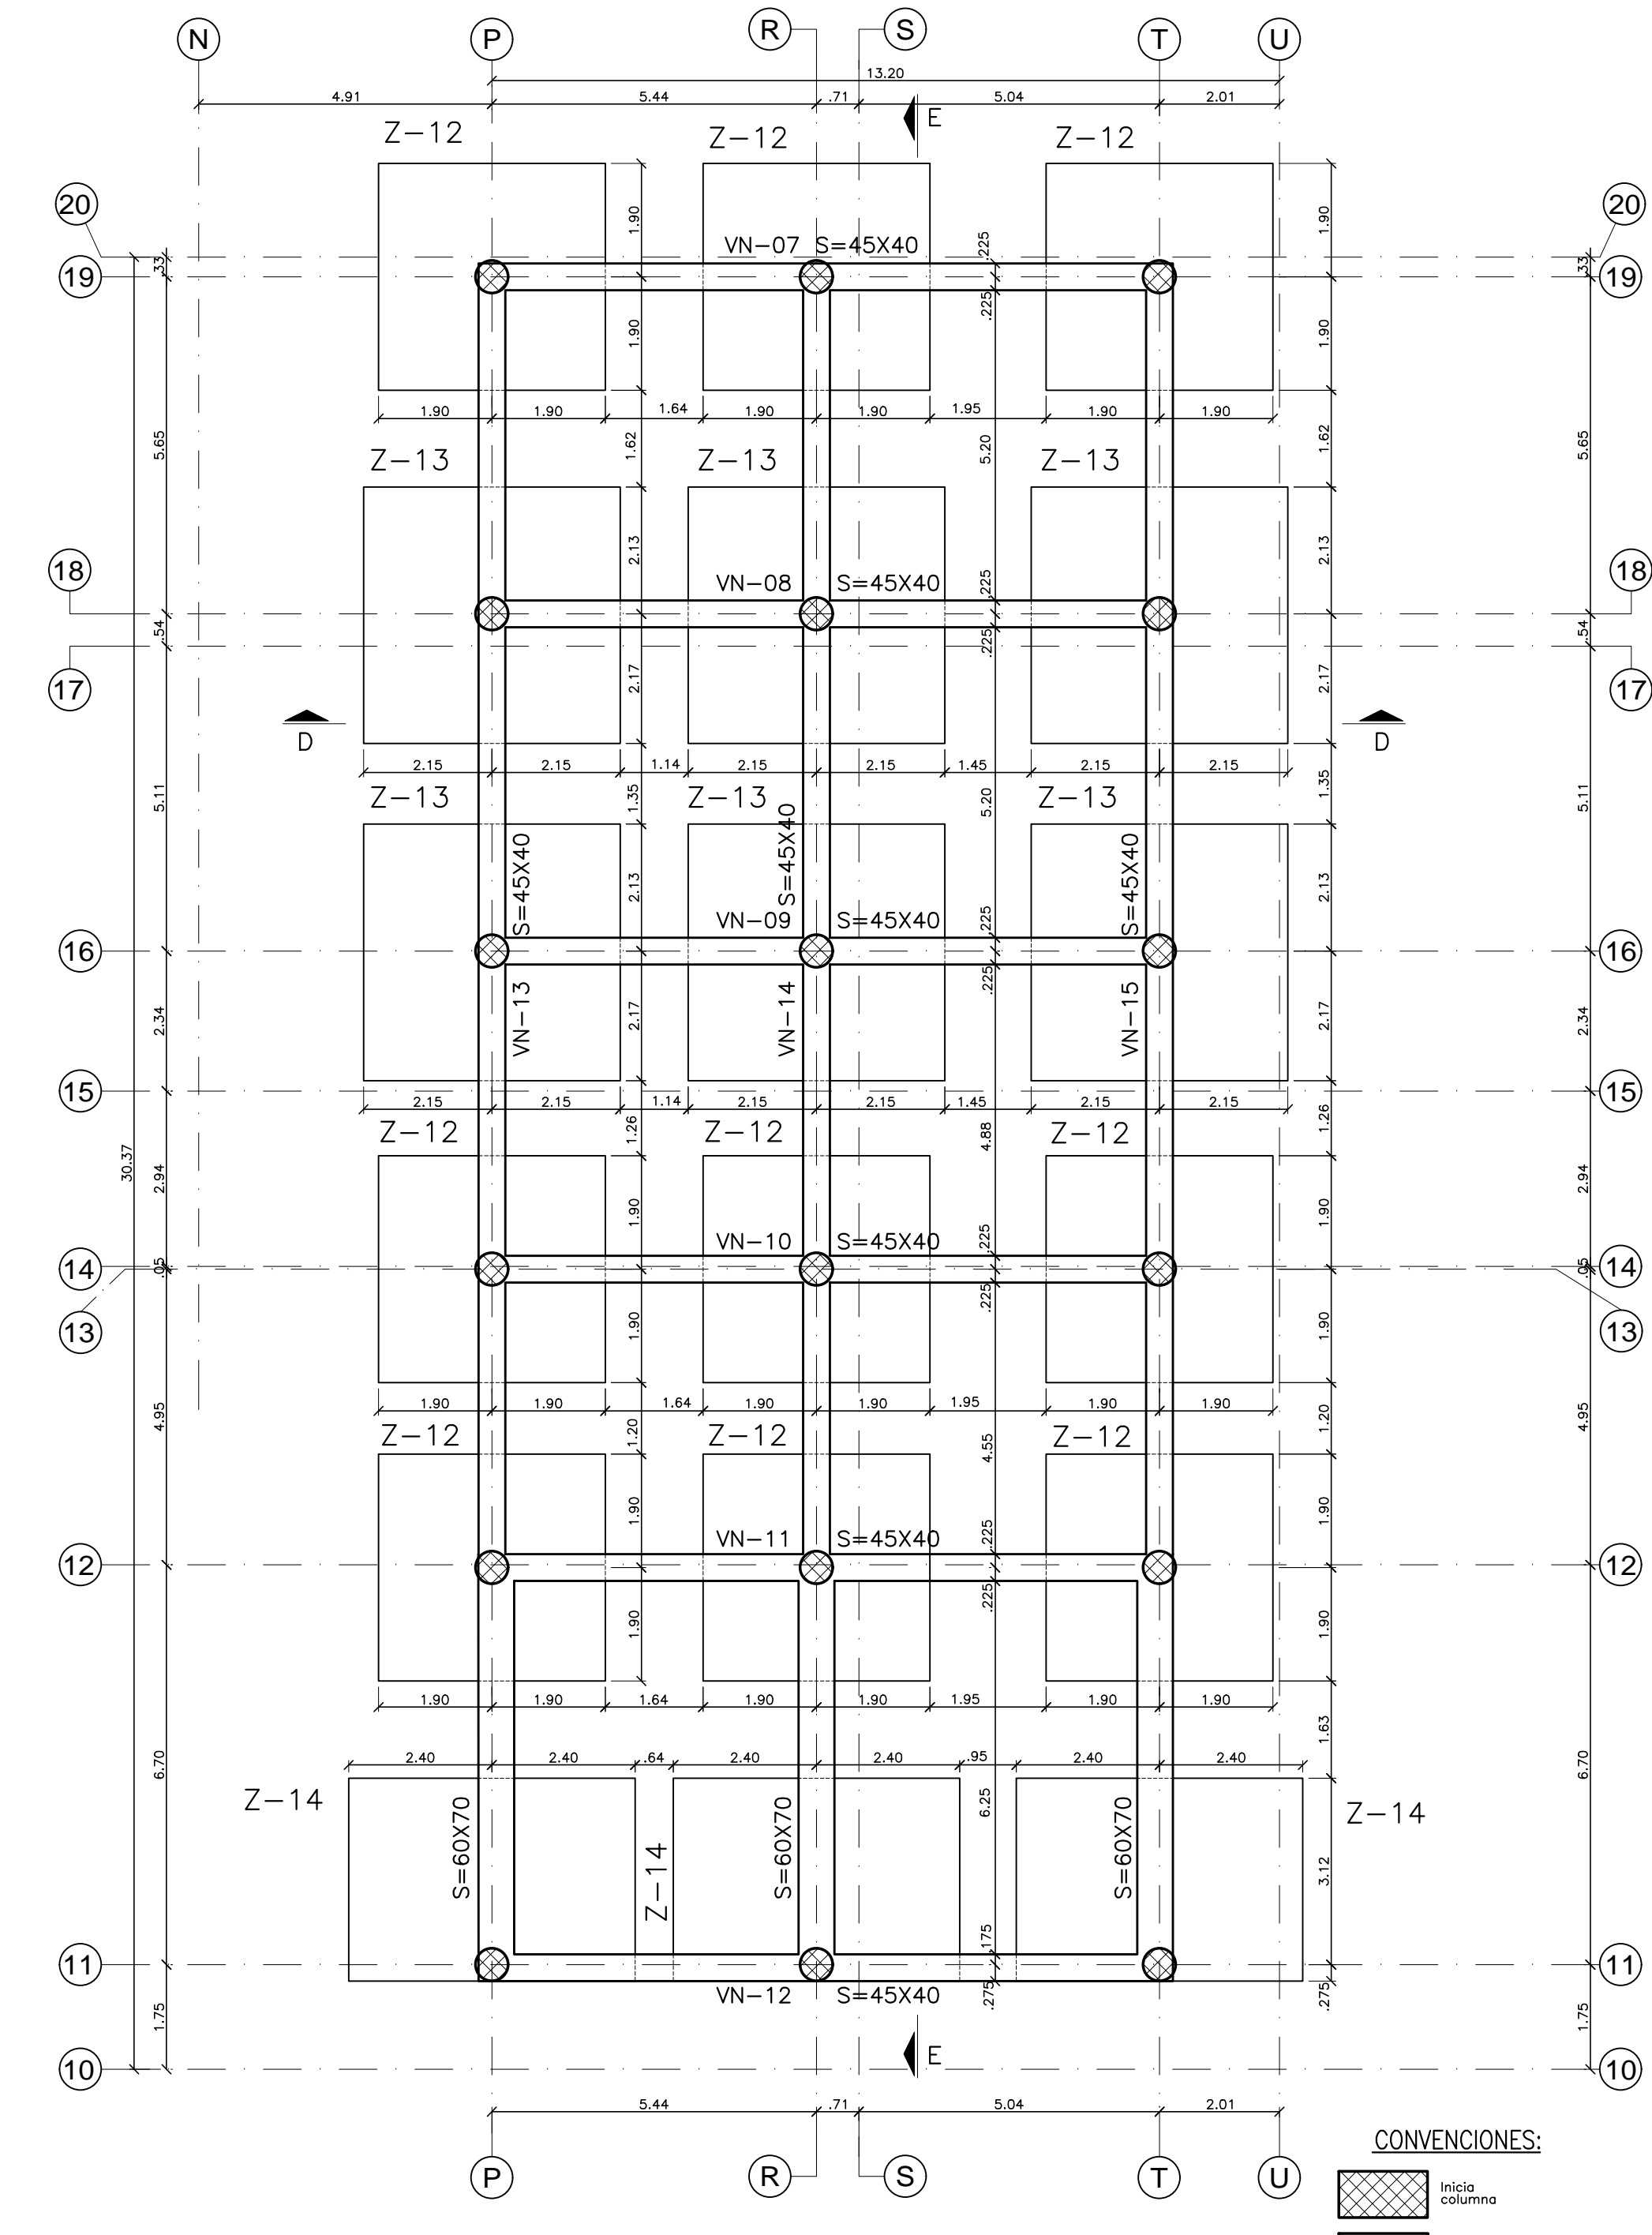 N P R S T U
13.20
4.91 5.44 .71 5.04 2.01
E
Z-12 Z-12 Z-12
20 20
.33 1.90 VN-07 S=45X40 .225 1.90 .33
19 19
1.90 .225 1.90
1.90 1.90 1.64 1.90 1.90 1.95 1.90 1.90
5.65 1.62 5.20 1.62 5.65
Z-13 Z-13 Z-13
2.13 2.13
18 VN-08 S=45X40 .225 18
.54 .225 .54
17 2.17 2.17 17
D D
2.15 2.15 1.14 2.15 2.15 1.45 2.15 2.15
5.11 1.35 5.20 1.35 5.11
Z-13 Z-13 Z-13
S=45X40 S=45X40 S=45X40
2.13 2.13
VN-09 S=45X40 .225
16 16
.225
2.34 VN-13 2.17 VN-14 VN-15 2.17 2.34
15 15
2.15 2.15 1.14 2.15 2.15 1.45 2.15 2.15
1.26 4.88 1.26
Z-12 Z-12 Z-12
30.37 2.94 1.90 1.90 2.94
VN-10 S=45X40 .225
14 .05 .05 14
.225
13 1.90 1.90 13
1.90 1.90 1.64 1.90 1.90 1.95 1.90 1.90
4.95 1.20 4.55 1.20 4.95
Z-12 Z-12 Z-12
1.90 1.90
VN-11 S=45X40 .225
12 12
.225
1.90 1.90
1.90 1.90 1.64 1.90 1.90 1.95 1.90 1.90
1.63
2.40 2.40 .64 2.40 2.40 .95 2.40 2.40
6.70 6.25 6.70
Z-14 Z-14 Z-14
S=60X70 S=60X70 S=60X70
3.12
.175
11 11
VN-12 S=45X40 .275 .275
1.75 1.75
E
10 10
5.44 .71 5.04 2.01
P R S T U
CONVENCIONES:
Inicia
columna